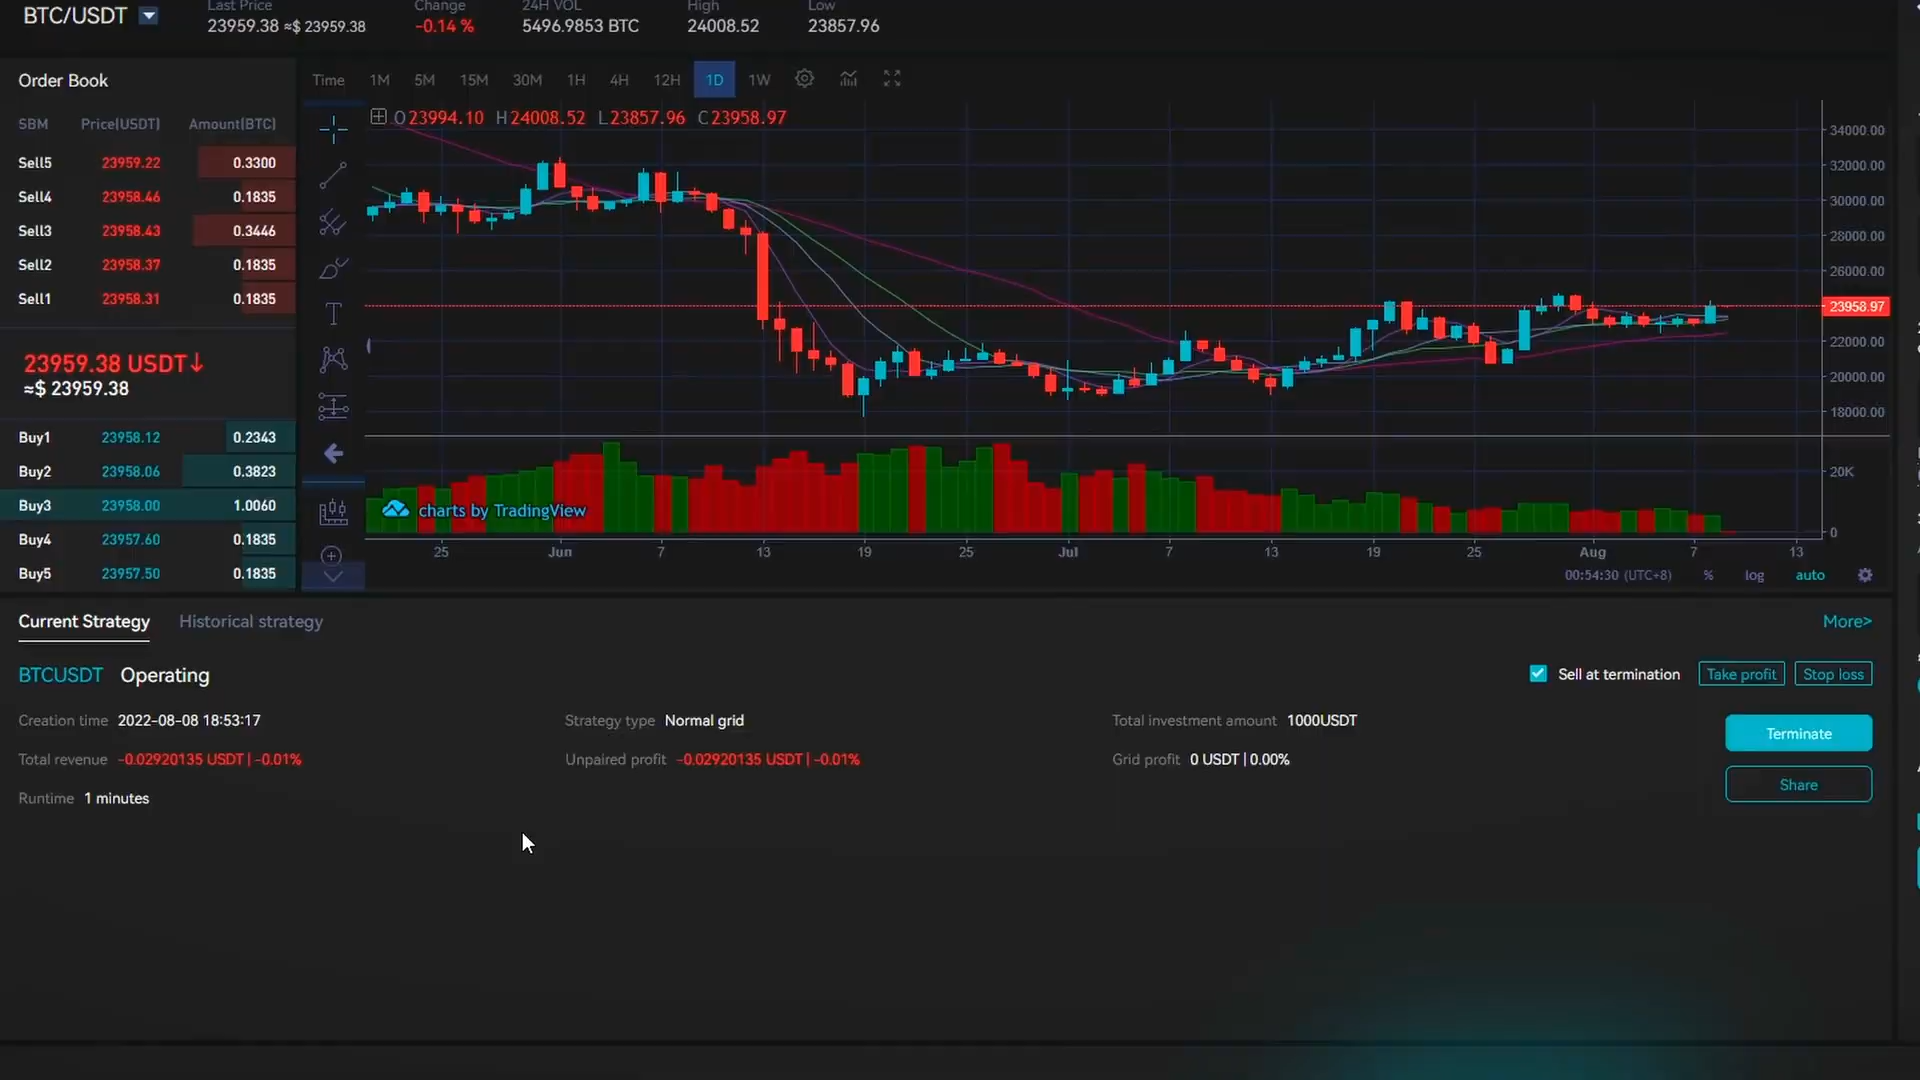 BTC/USDT
Last Price
23959.38 ≈$ 23959.38
Change
-0.14 %
24H VOL
5496.9853 BTC
High
24008.52
Low
23857.96
Order Book
SBM Price(USDT) Amount(BTC)
Sell5 23959.22 0.3300
Sell4 23958.46 0.1835
Sell3 23958.43 0.3446
Sell2 23958.37 0.1835
Sell1 23958.31 0.1835
23959.38 USDT↓
≈$ 23959.38
Buy1 23958.12 0.2343
Buy2 23958.06 0.3823
Buy3 23958.00 1.0060
Buy4 23957.60 0.1835
Buy5 23957.50 0.1835
Time 1M 5M 15M 30M 1H 4H 12H 1D 1W
O 23994.10 H 24008.52 L 23857.96 C 23958.97
34000.00
32000.00
30000.00
28000.00
26000.00
23958.97
22000.00
20000.00
18000.00
20K
0
charts by TradingView
25 Jun 7 13 19 25 Jul 7 13 19 25 Aug 7 13
00:54:30 (UTC+8) % log auto
Current Strategy Historical strategy More>
BTCUSDT Operating
Sell at termination Take profit Stop loss
Creation time 2022-08-08 18:53:17
Strategy type Normal grid
Total investment amount 1000USDT
Terminate
Total revenue -0.02920135 USDT | -0.01%
Unpaired profit -0.02920135 USDT | -0.01%
Grid profit 0 USDT | 0.00%
Share
Runtime 1 minutes